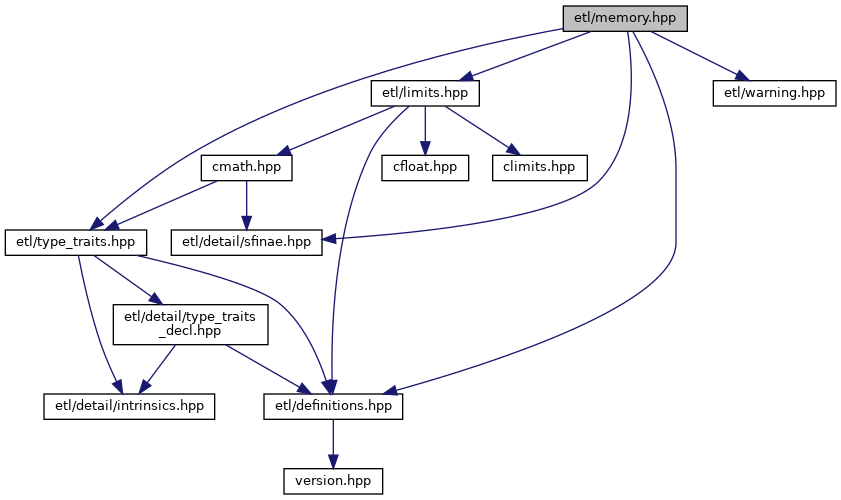 etl/memory.hpp
etl/limits.hpp
etl/warning.hpp
cmath.hpp
cfloat.hpp
climits.hpp
etl/type_traits.hpp
etl/detail/sfinae.hpp
etl/detail/type_traits
_decl.hpp
etl/detail/intrinsics.hpp
etl/definitions.hpp
version.hpp